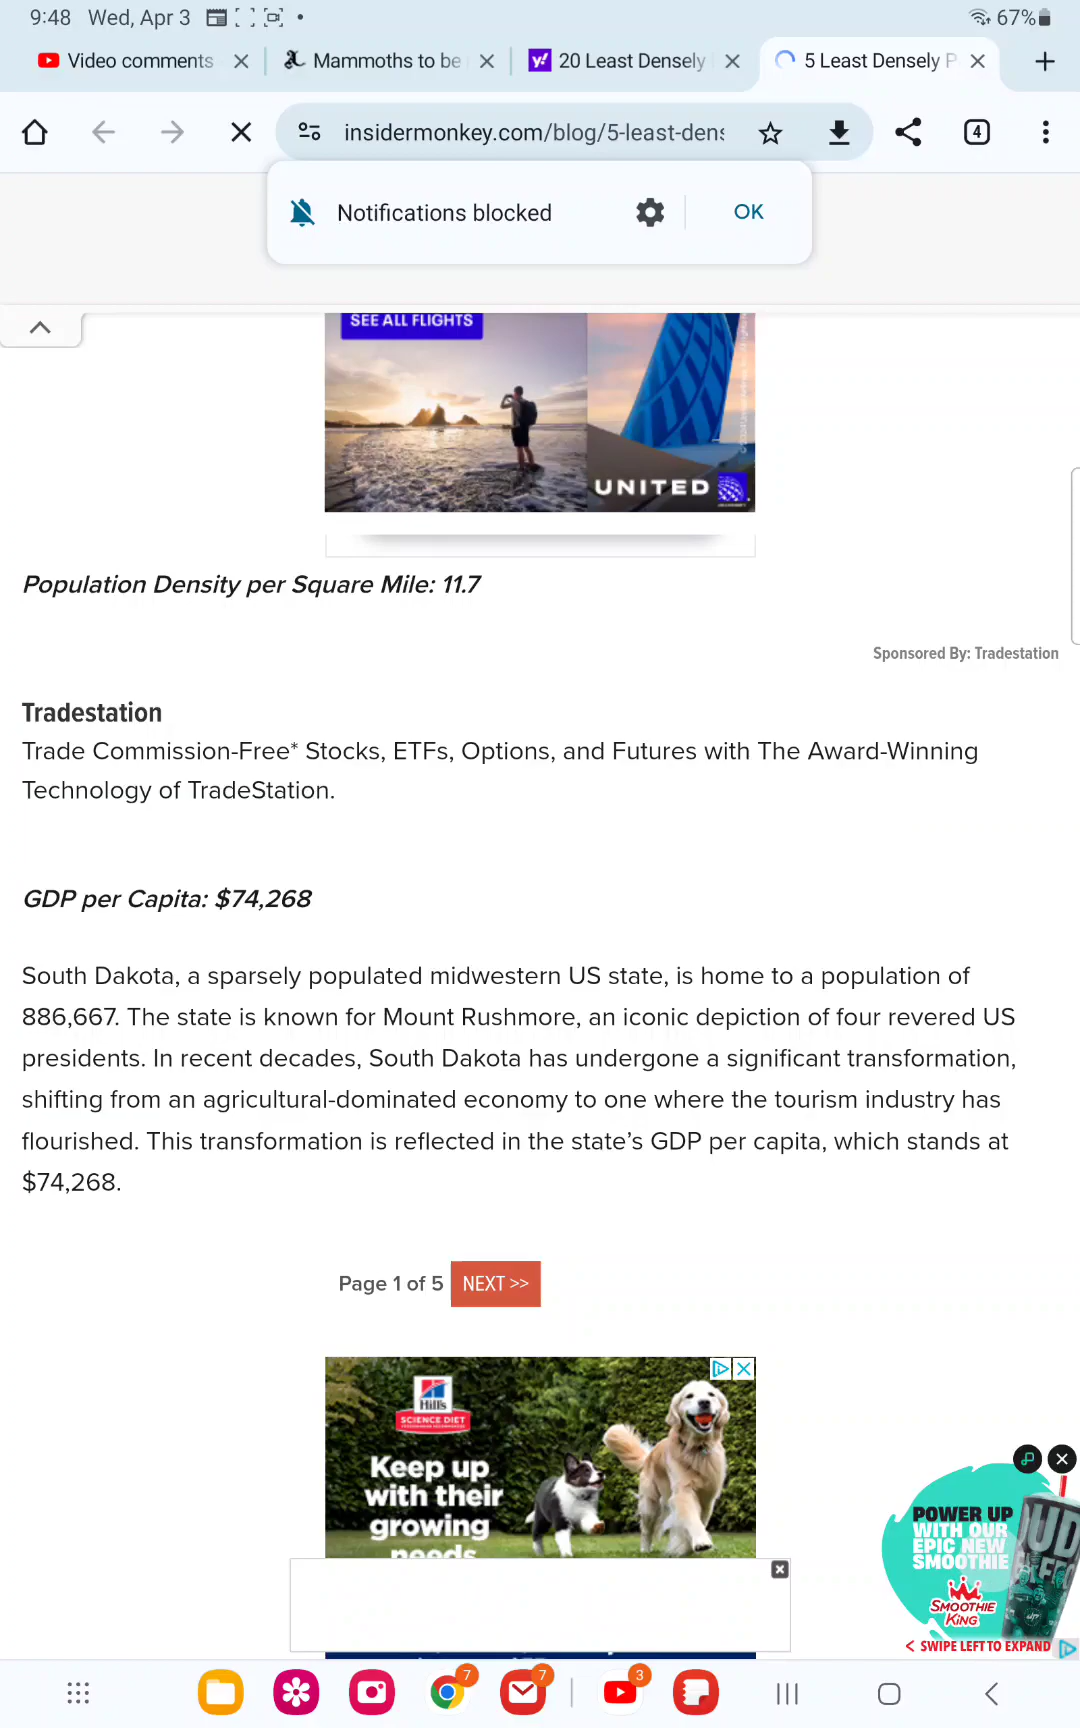 9:48 Wed, Apr 3
67%
Video comments
Mammoths to be
20 Least Densely
5 Least Densely P
insidermonkey.com/blog/5-least-dens
4
Notifications blocked
OK
SEE ALL FLIGHTS
UNITED
Population Density per Square Mile: 11.7
Sponsored By: Tradestation
Tradestation
Trade Commission-Free* Stocks, ETFs, Options, and Futures with The Award-Winning
Technology of TradeStation.
GDP per Capita: $74,268
South Dakota, a sparsely populated midwestern US state, is home to a population of
886,667. The state is known for Mount Rushmore, an iconic depiction of four revered US
presidents. In recent decades, South Dakota has undergone a significant transformation,
shifting from an agricultural-dominated economy to one where the tourism industry has
flourished. This transformation is reflected in the state’s GDP per capita, which stands at
$74,268.
Page 1 of 5 NEXT >>
Hill's
SCIENCE DIET
Keep up
with their
growing
needs
POWER UP
WITH OUR
EPIC NEW
SMOOTHIE
SMOOTHIE
KING
< SWIPE LEFT TO EXPAND
7
7
3